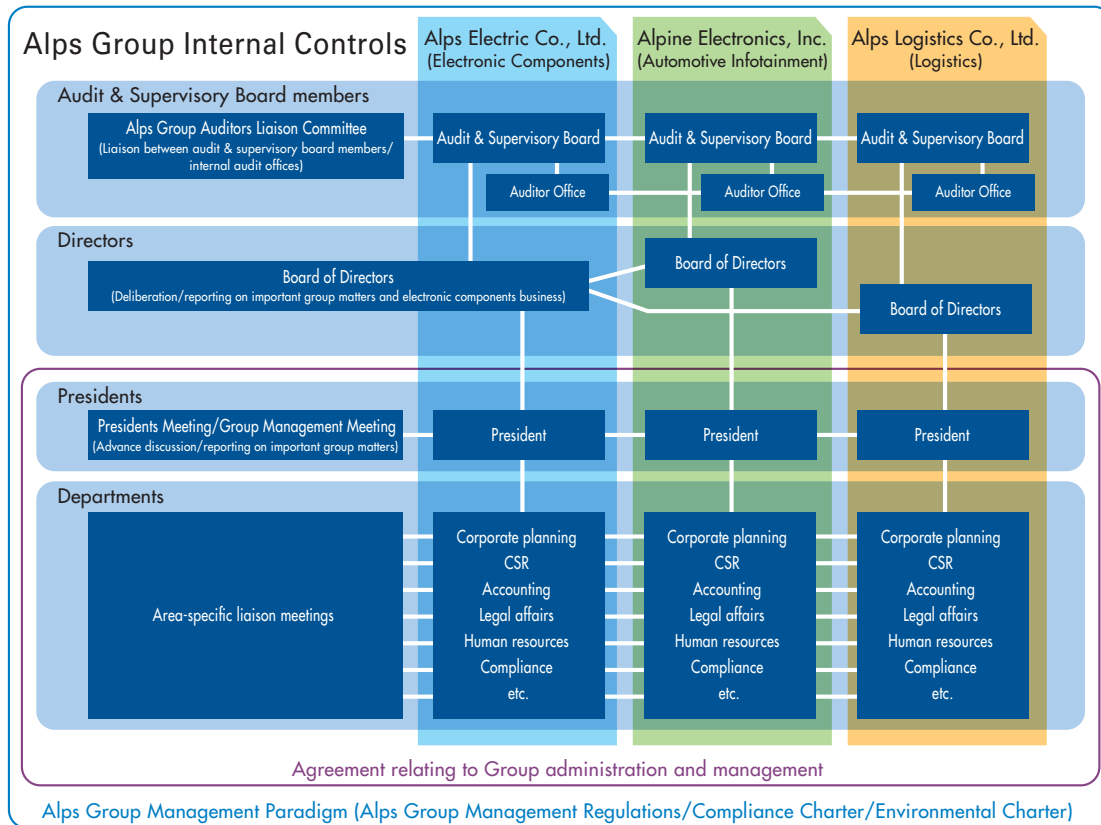 Alps Group Internal Controls
Alps Electric Co., Ltd.
(Electronic Components)
Alpine Electronics, Inc.
(Automotive Infotainment)
Alps Logistics Co., Ltd.
(Logistics)
Audit & Supervisory Board members
Alps Group Auditors Liaison Committee
(Liaison between audit & supervisory board members/
internal audit offices)
Audit & Supervisory Board
Audit & Supervisory Board
Audit & Supervisory Board
Auditor Office
Auditor Office
Auditor Office
Directors
Board of Directors
(Deliberation/reporting on important group matters and electronic components business)
Board of Directors
Board of Directors
Presidents
Presidents Meeting/Group Management Meeting
(Advance discussion/reporting on important group matters)
President
President
President
Departments
Area-specific liaison meetings
Corporate planning
CSR
Accounting
Legal affairs
Human resources
Compliance
etc.
Corporate planning
CSR
Accounting
Legal affairs
Human resources
Compliance
etc.
Corporate planning
CSR
Accounting
Legal affairs
Human resources
Compliance
etc.
Agreement relating to Group administration and management
Alps Group Management Paradigm (Alps Group Management Regulations/Compliance Charter/Environmental Charter)